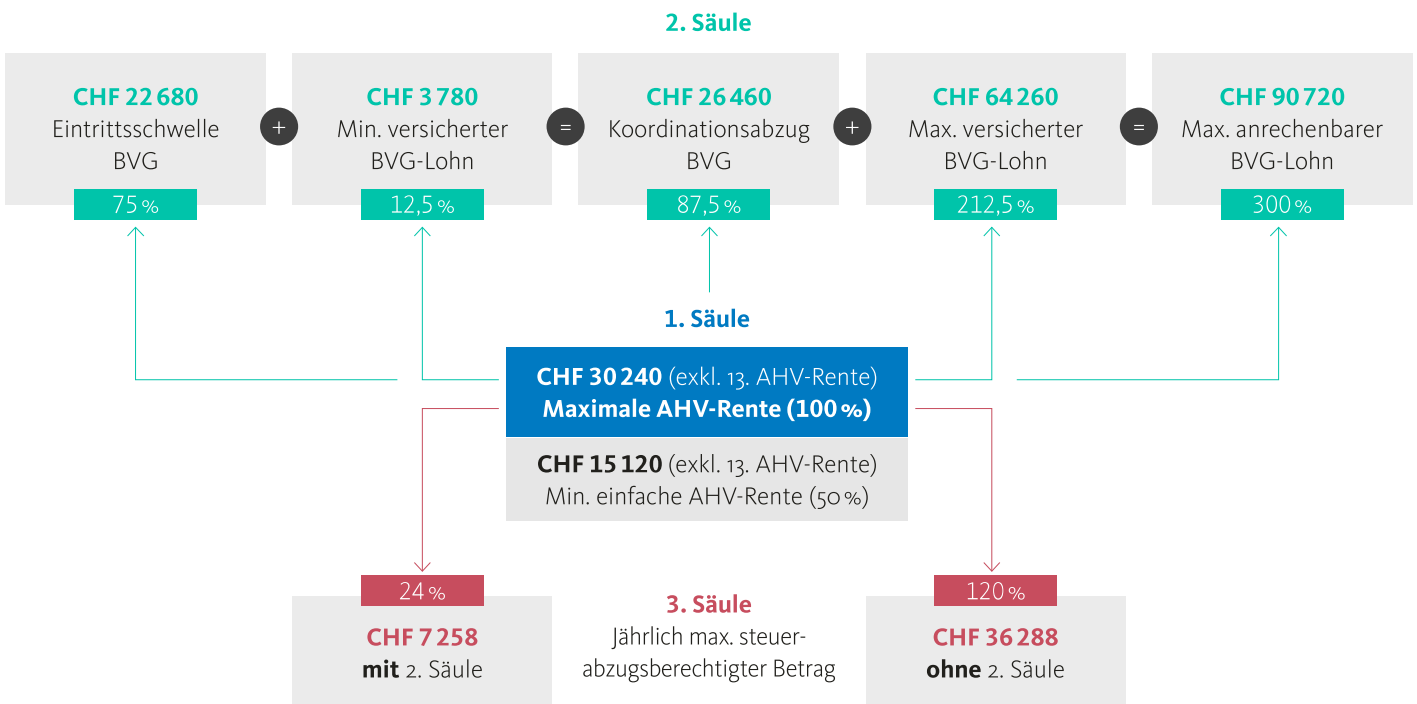 2. Säule
CHF 22 680
Eintrittsschwelle
BVG
75 %
+
CHF 3 780
Min. versicherter
BVG-Lohn
12,5 %
=
CHF 26 460
Koordinationsabzug
BVG
87,5 %
+
CHF 64 260
Max. versicherter
BVG-Lohn
212,5 %
=
CHF 90 720
Max. anrechenbarer
BVG-Lohn
300 %
1. Säule
CHF 30 240 (exkl. 13. AHV-Rente)
Maximale AHV-Rente (100 %)
CHF 15 120 (exkl. 13. AHV-Rente)
Min. einfache AHV-Rente (50 %)
24 %
CHF 7 258
mit 2. Säule
3. Säule
Jährlich max. steuer-
abzugsberechtigter Betrag
120 %
CHF 36 288
ohne 2. Säule